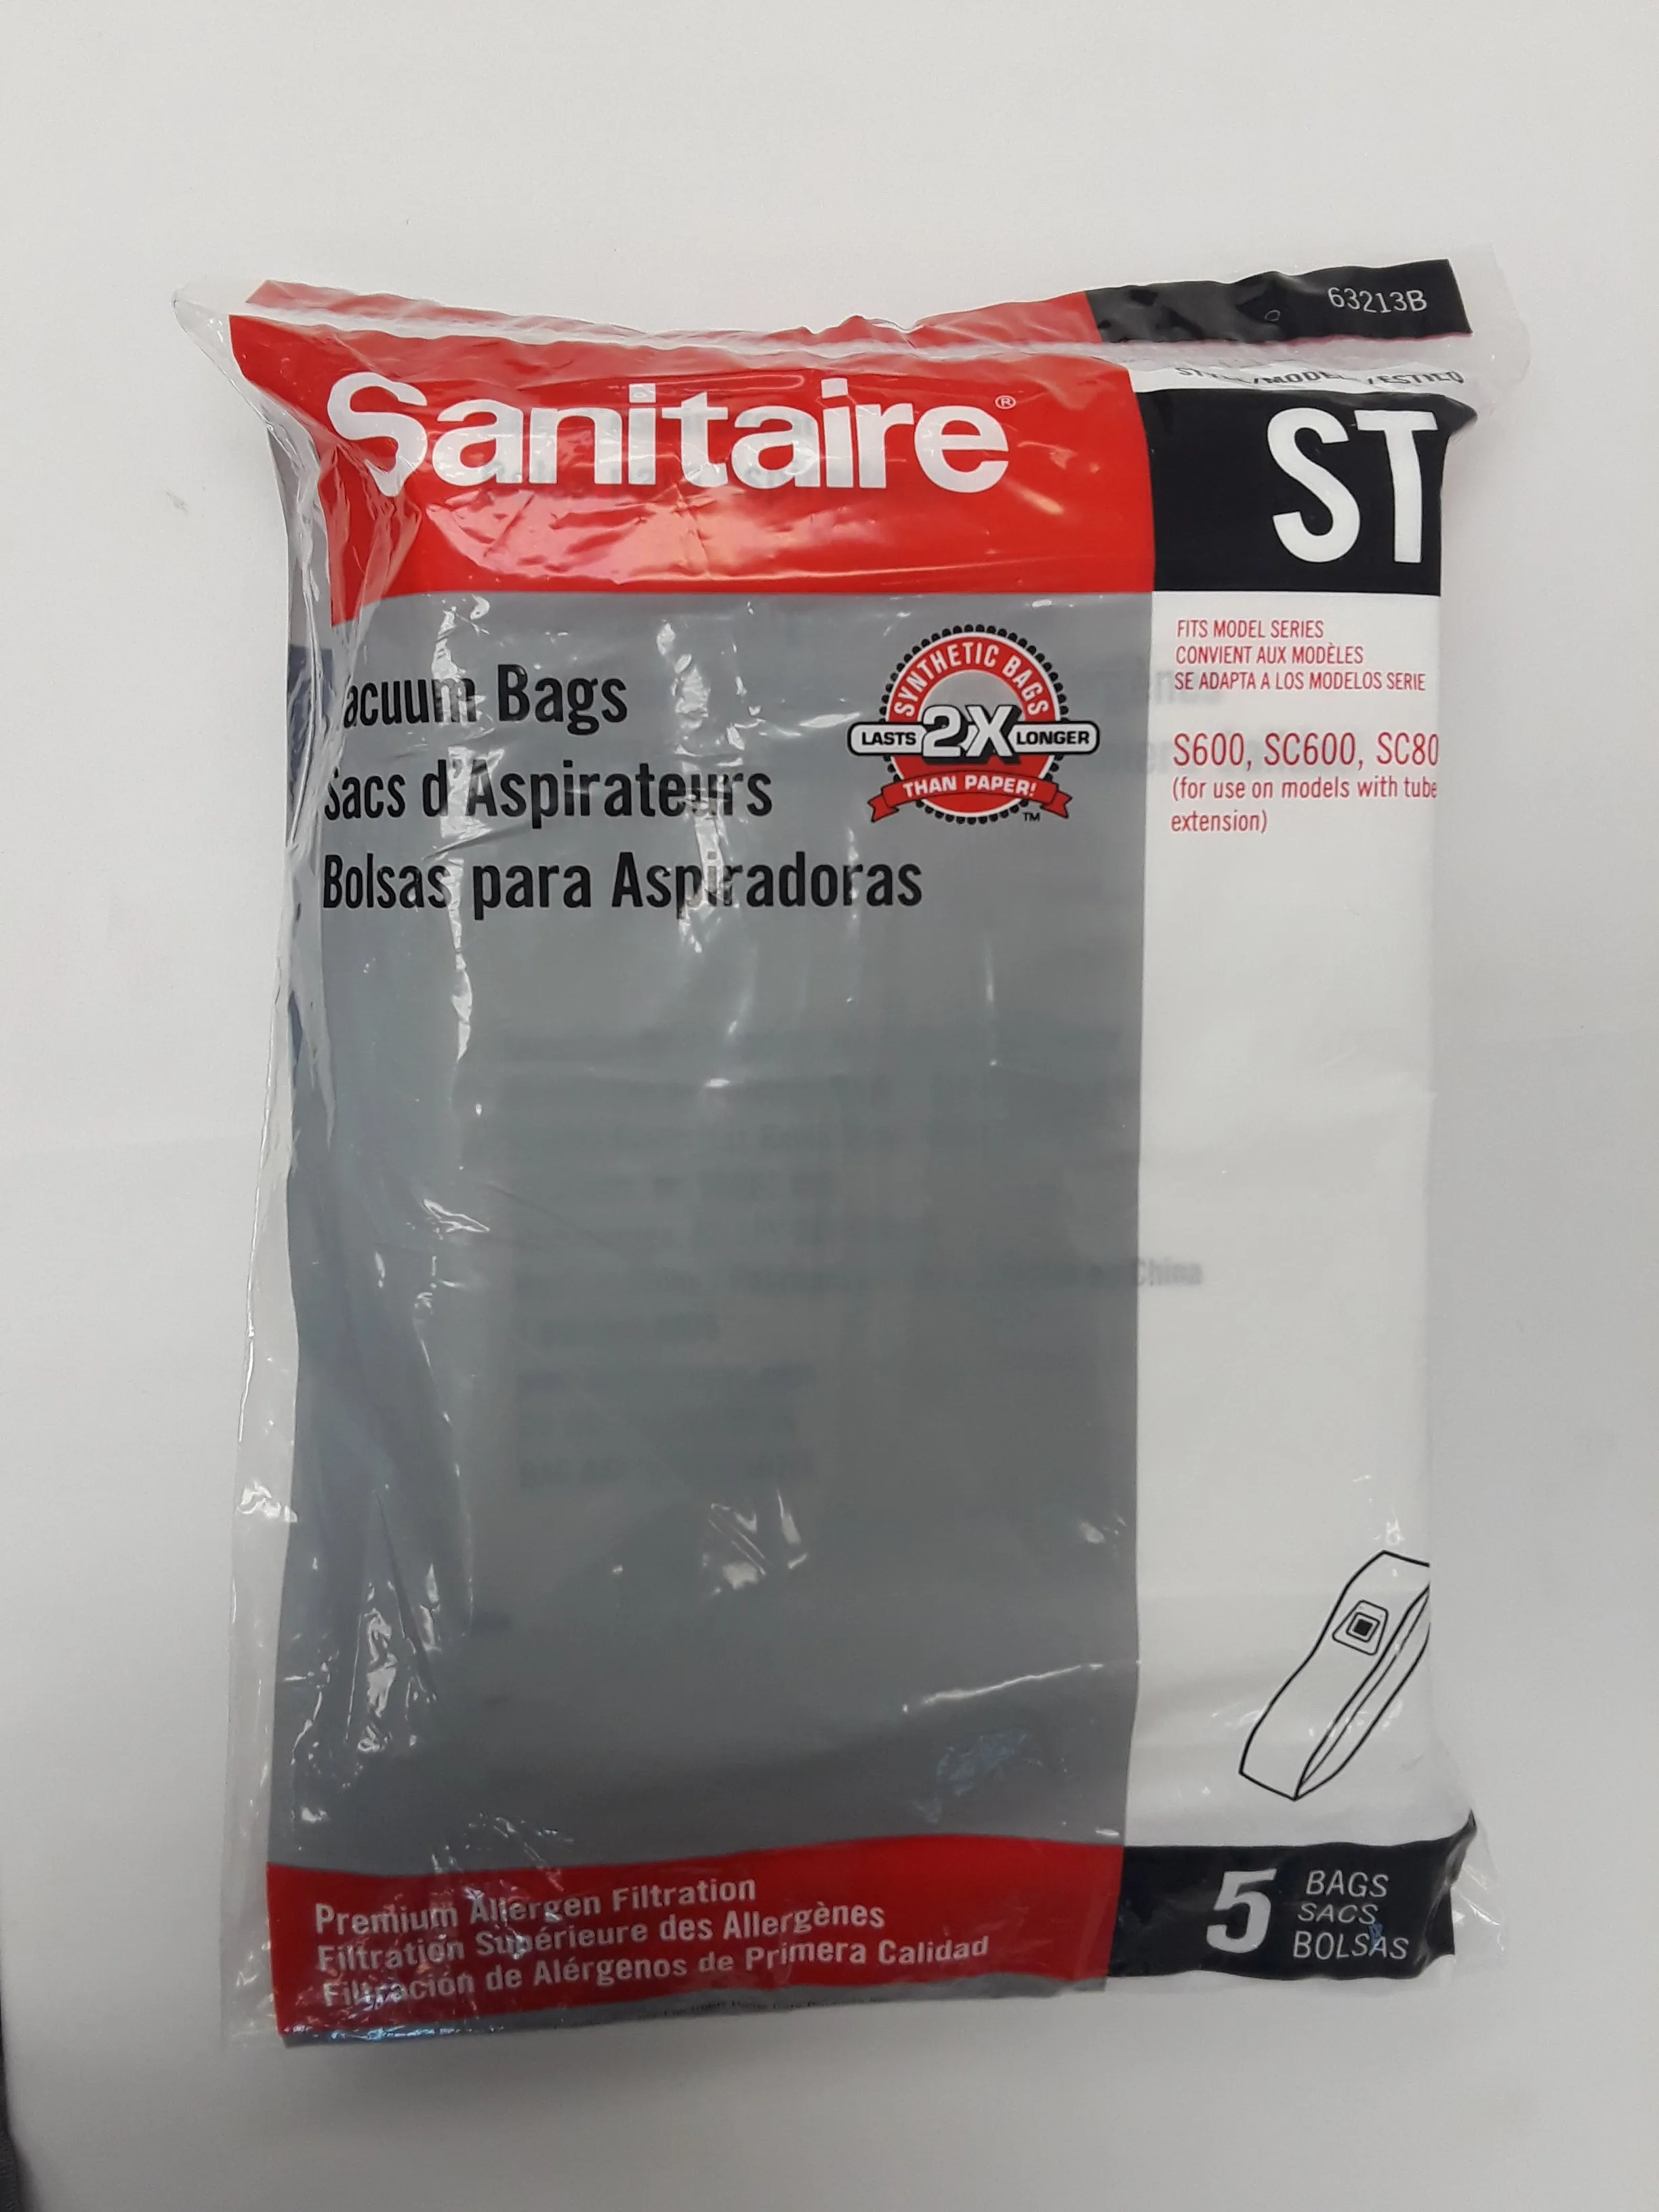 63213B
Sanitaire®
ST
FITS MODEL SERIES
CONVIENT AUX MODÈLES
SE ADAPTA A LOS MODELOS SERIE
S600, SC600, SC80
(for use on models with tube
extension)
acuum Bags
Sacs d'Aspirateurs
Bolsas para Aspiradoras
SYNTHETIC BAGS
LASTS 2X LONGER
THAN PAPER!™
Premium Allergen Filtration
Filtration Supérieure des Allergènes
Filtración de Alérgenos de Primera Calidad
5 BAGS
SACS
BOLSAS